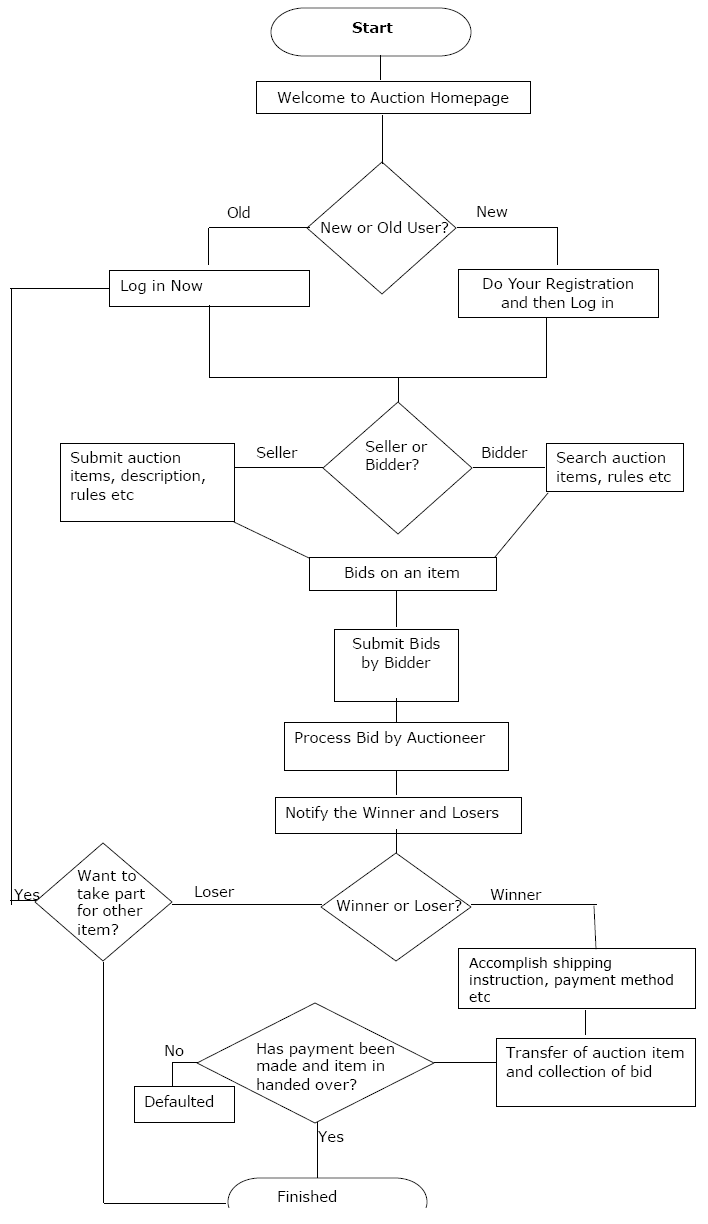 Start
Welcome to Auction Homepage
Old
New
New or Old User?
Log in Now
Do Your Registration
and then Log in
Seller or
Bidder?
Seller
Bidder
Submit auction
items, description,
rules etc
Search auction
items, rules etc
Bids on an item
Submit Bids
by Bidder
Process Bid by Auctioneer
Notify the Winner and Losers
Want to
take part
for other
item?
Yes
Loser
Winner or Loser?
Winner
Accomplish shipping
instruction, payment method
etc
No
Has payment been
made and item in
handed over?
Transfer of auction item
and collection of bid
Defaulted
Yes
Finished